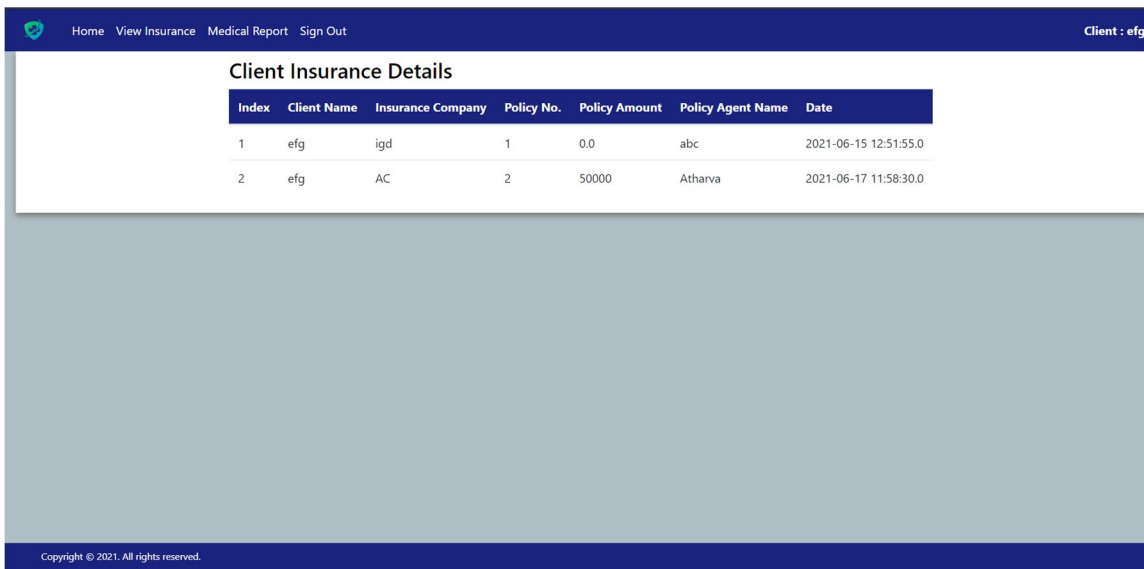 Home View Insurance Medical Report Sign Out Client : efg
Client Insurance Details
Index Client Name Insurance Company Policy No. Policy Amount Policy Agent Name Date
1 efg igd 1 0.0 abc 2021-06-15 12:51:55.0
2 efg AC 2 50000 Atharva 2021-06-17 11:58:30.0
Copyright © 2021. All rights reserved.